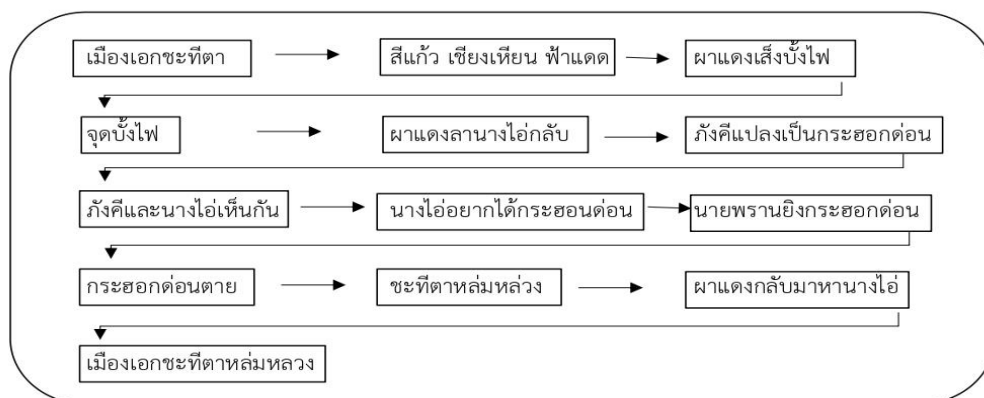 เมืองเอกชะทีตา
สีแก้ว เชียงเหียน ฟ้าแดด
ผาแดงเส็งบั้งไฟ
จุดบั้งไฟ
ผาแดงลานางไอ่กลับ
ภังคีแปลงเป็นกระฮอกด่อน
ภังคีและนางไอ่เห็นกัน
นางไอ่อยากได้กระฮอนด่อน
นายพรานยิงกระฮอกด่อน
กระฮอกด่อนตาย
ชะทีตาหล่มหล่วง
ผาแดงกลับมาหานางไอ่
เมืองเอกชะทีตาหล่มหลวง